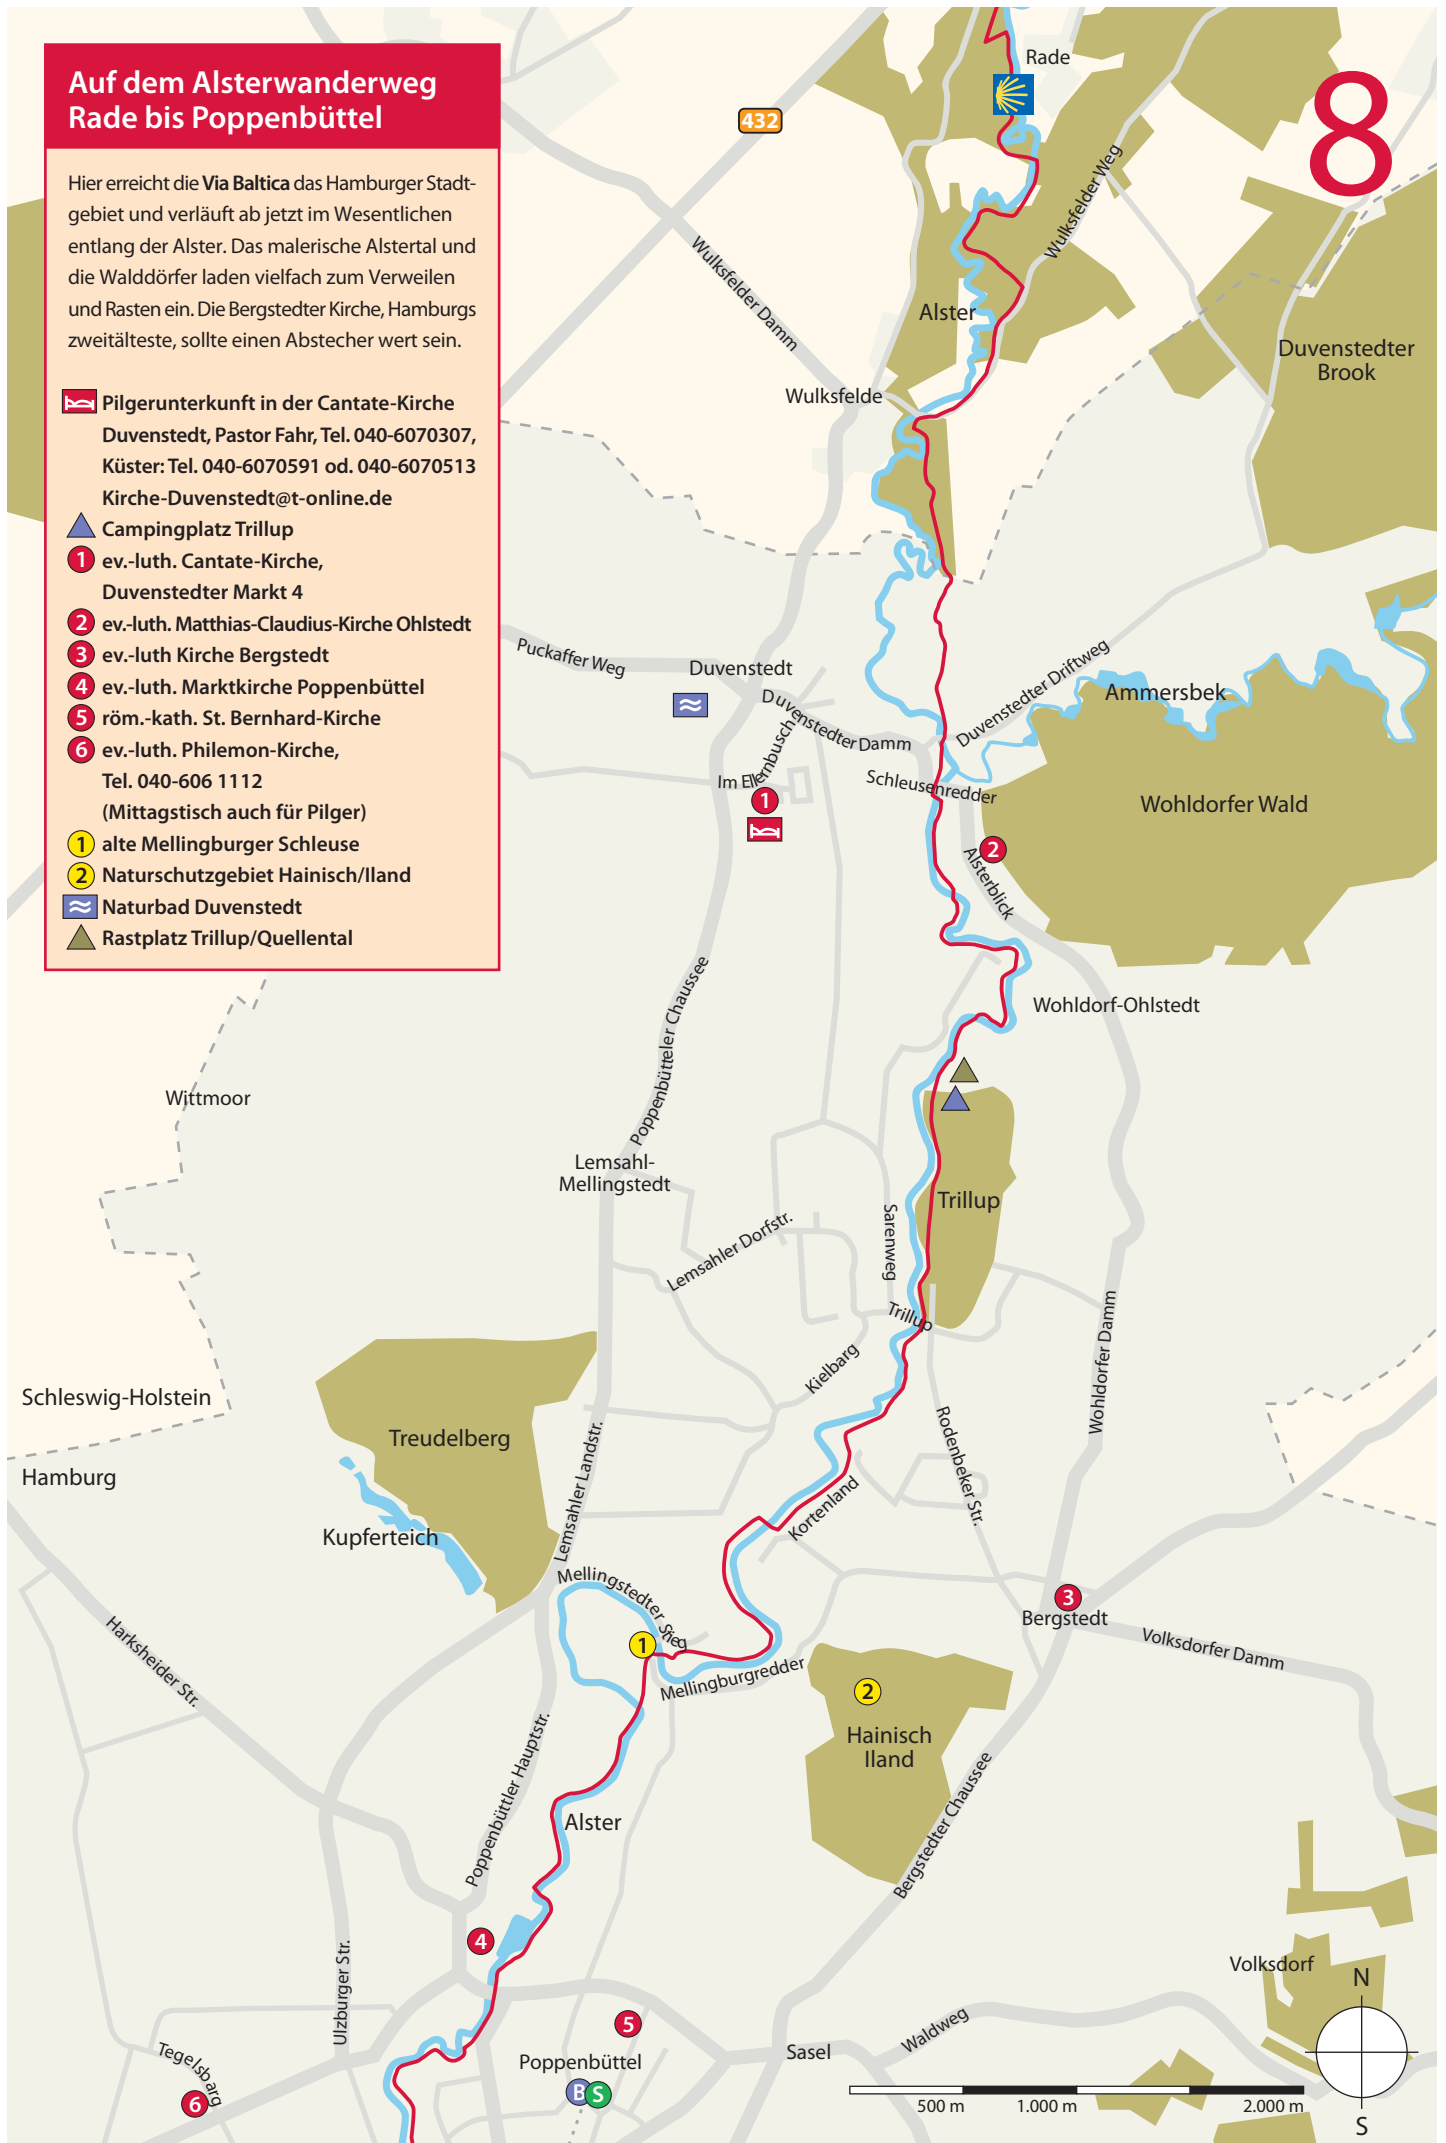 Auf dem Alsterwanderweg
Rade bis Poppenbüttel
Hier erreicht die Via Baltica das Hamburger Stadt-
gebiet und verläuft ab jetzt im Wesentlichen
entlang der Alster. Das malerische Alstertal und
die Walddörfer laden vielfach zum Verweilen
und Rasten ein. Die Bergstedter Kirche, Hamburgs
zweitälteste, sollte einen Abstecher wert sein.
Pilgerunterkunft in der Cantate-Kirche
Duvenstedt, Pastor Fahr, Tel. 040-6070307,
Küster: Tel. 040-6070591 od. 040-6070513
Kirche-Duvenstedt@t-online.de
Campingplatz Trillup
1 ev.-luth. Cantate-Kirche,
Duvenstedter Markt 4
2 ev.-luth. Matthias-Claudius-Kirche Ohlstedt
3 ev.-luth Kirche Bergstedt
4 ev.-luth. Marktkirche Poppenbüttel
5 röm.-kath. St. Bernhard-Kirche
6 ev.-luth. Philemon-Kirche,
Tel. 040-606 1112
(Mittagstisch auch für Pilger)
1 alte Mellingburger Schleuse
2 Naturschutzgebiet Hainisch/Iland
Naturbad Duvenstedt
Rastplatz Trillup/Quellental
8
Rade
432
Wulksfelder Weg
Wulksfelder Damm
Alster
Duvenstedter
Brook
Wulksfelde
Puckaffer Weg
Duvenstedt
Duvenstedter Damm
Duvenstedter Driftweg
Ammersbek
Im Ellernbusch
1
Schleusenredder
Wohldorfer Wald
2
Alsterblick
Poppenbütteler Chaussee
Wohldorf-Ohlstedt
Wittmoor
Lemsahl-
Mellingstedt
Trillup
Lemsahler Dorfstr.
Sarenweg
Trillup
Wohldorfer Damm
Kielbarg
Schleswig-Holstein
Hamburg
Treudelberg
Lemsahler Landstr.
Rodenbeker Str.
Kupferteich
Kortenland
Mellingstedter Stieg
1
3
Bergstedt
Harksheider Str.
Mellingburgredder
Volksdorfer Damm
2
Hainisch
Iland
Poppenbüttler Hauptstr.
Alster
Bergstedter Chaussee
4
Ulzburger Str.
Volksdorf
N
5
Waldweg
Tegelsbarg
Poppenbüttel
Sasel
B
S
6
500 m
1.000 m
2.000 m
S